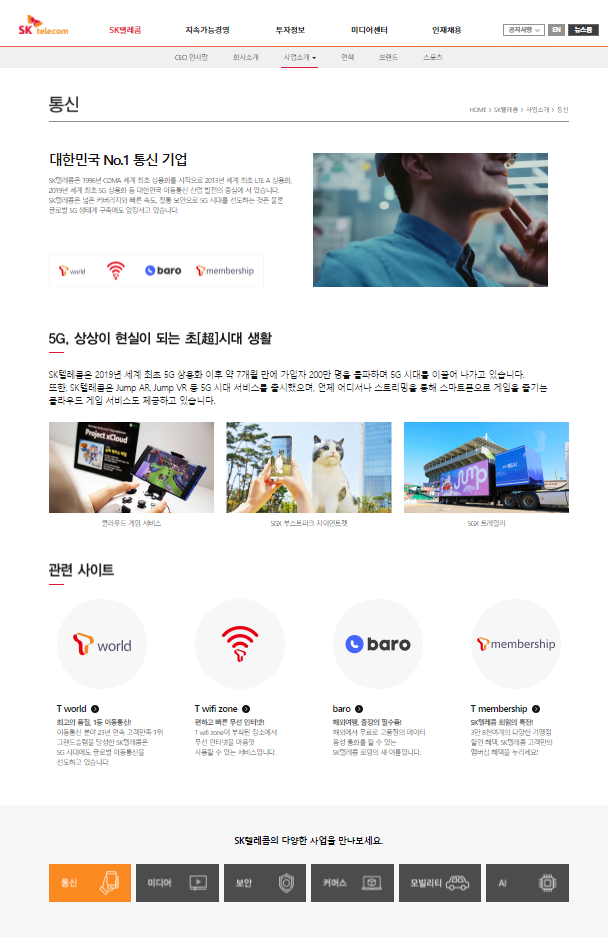 SK telecom
SK텔레콤 지속가능경영 투자정보 미디어센터 인재채용 공지사항 EN 뉴스룸
CEO 인사말 회사소개 사업소개 연혁 브랜드 스포츠
통신
HOME > SK텔레콤 > 사업소개 > 통신
대한민국 No.1 통신 기업
SK텔레콤은 1996년 CDMA 세계 최초 상용화를 시작으로 2013년 세계 최초 LTE-A 상용화,
2019년 세계 최초 5G 상용화 등 대한민국 이동통신 산업 발전의 중심에 서 있습니다.
SK텔레콤은 넓은 커버리지와 빠른 속도, 정통 보안으로 5G 시대를 선도하는 것은 물론
글로벌 5G 생태계 구축에도 앞장서고 있습니다.
T world baro T membership
5G, 상상이 현실이 되는 초[超]시대 생활
SK텔레콤은 2019년 세계 최초 5G 상용화 이후 약 7개월 만에 가입자 200만 명을 돌파하며 5G 시대를 이끌어 나가고 있습니다.
또한, SK텔레콤은 Jump AR, Jump VR 등 5G 시대 서비스를 출시했으며, 언제 어디서나 스트리밍을 통해 스마트폰으로 게임을 즐기는
클라우드 게임 서비스도 제공하고 있습니다.
Project xCloud
JUMP
5GX
클라우드 게임 서비스 5GX 부스트파크 자이언트캣 5GX 트레일러
관련 사이트
T world baro T membership
T world
최고의 품질, 1등 이동통신!
이동통신 분야 23년 연속 고객만족 1위
그랜드슬램을 달성한 SK텔레콤은
5G 시대에도 글로벌 이동통신을
선도하고 있습니다.
T wifi zone
편하고 빠른 무선 인터넷!
T wifi zone이 부착된 장소에서
무선 인터넷을 마음껏
사용할 수 있는 서비스입니다.
baro
해외여행, 출장의 필수품!
해외에서 무료로 고품질의 데이터
음성 통화를 할 수 있는
SK텔레콤 로밍의 새 이름입니다.
T membership
SK텔레콤 회원의 특전!
3만 8천여개의 다양한 가맹점
할인 혜택, SK텔레콤 고객만의
멤버십 혜택을 누리세요!
SK텔레콤의 다양한 사업을 만나보세요.
통신 미디어 보안 커머스 모빌리티 AI